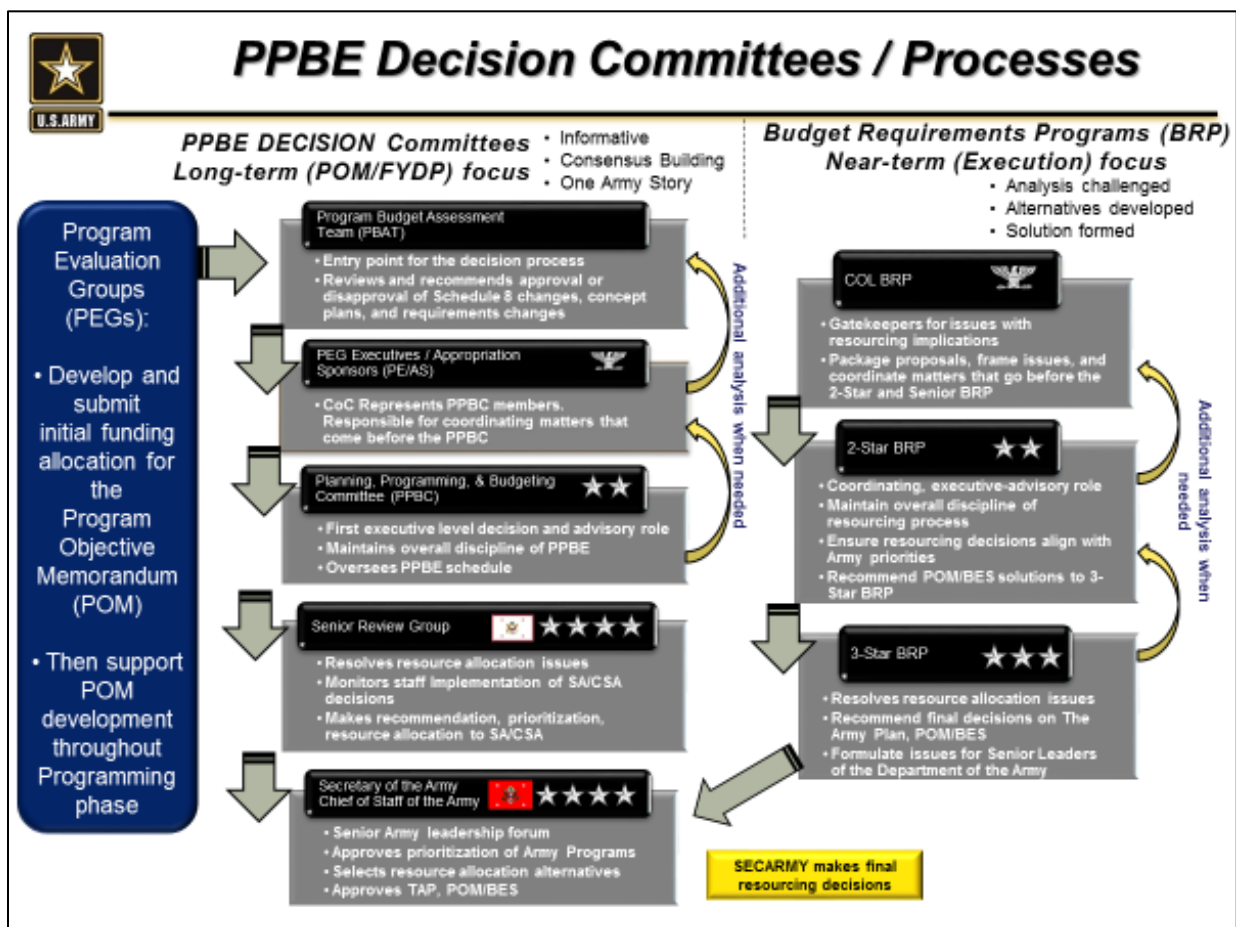 PPBE Decision Committees / Processes
U.S.ARMY
PPBE DECISION Committees
Long-term (POM/FYDP) focus
• Informative
• Consensus Building
• One Army Story
Budget Requirements Programs (BRP)
Near-term (Execution) focus
• Analysis challenged
• Alternatives developed
• Solution formed
Program
Evaluation
Groups
(PEGs):
• Develop and
submit
initial funding
allocation for
the
Program
Objective
Memorandum
(POM)
• Then support
POM
development
throughout
Programming
phase
Program Budget Assessment
Team (PBAT)
• Entry point for the decision process
• Reviews and recommends approval or
disapproval of Schedule 8 changes, concept
plans, and requirements changes
PEG Executives / Appropriation
Sponsors (PE/AS)
• CoC Represents PPBC members,
Responsible for coordinating matters that
come before the PPBC
Planning, Programming, & Budgeting
Committee (PPBC)
• First executive level decision and advisory role
• Maintains overall discipline of PPBE
• Oversees PPBE schedule
Senior Review Group
• Resolves resource allocation issues
• Monitors staff Implementation of SA/CSA
decisions
• Makes recommendation, prioritization,
resource allocation to SA/CSA
Secretary of the Army
Chief of Staff of the Army
• Senior Army leadership forum
• Approves prioritization of Army Programs
• Selects resource allocation alternatives
• Approves TAP, POM/BES
Additional analysis when needed
COL BRP
• Gatekeepers for issues with
resourcing implications
• Package proposals, frame issues, and
coordinate matters that go before the
2-Star and Senior BRP
2-Star BRP
• Coordinating, executive-advisory role
• Maintain overall discipline of
resourcing process
• Ensure resourcing decisions align with
Army priorities
• Recommend POM/BES solutions to 3-
Star BRP
3-Star BRP
• Resolves resource allocation issues
• Recommend final decisions on The
Army Plan, POM/BES
• Formulate issues for Senior Leaders
of the Department of the Army
Additional analysis when
needed
SECARMY makes final
resourcing decisions